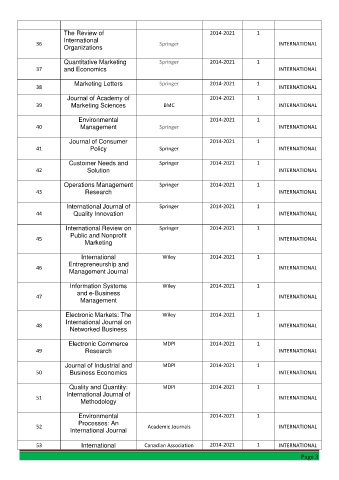 36 The Review of International Organizations Springer 2014-2021 1 INTERNATIONAL
37 Quantitative Marketing and Economics Springer 2014-2021 1 INTERNATIONAL
38 Marketing Letters Springer 2014-2021 1 INTERNATIONAL
39 Journal of Academy of Marketing Sciences BMC 2014-2021 1 INTERNATIONAL
40 Environmental Management Springer 2014-2021 1 INTERNATIONAL
41 Journal of Consumer Policy Springer 2014-2021 1 INTERNATIONAL
42 Customer Needs and Solution Springer 2014-2021 1 INTERNATIONAL
43 Operations Management Research Springer 2014-2021 1 INTERNATIONAL
44 International Journal of Quality Innovation Springer 2014-2021 1 INTERNATIONAL
45 International Review on Public and Nonprofit Marketing Springer 2014-2021 1 INTERNATIONAL
46 International Entrepreneurship and Management Journal Wiley 2014-2021 1 INTERNATIONAL
47 Information Systems and e-Business Management Wiley 2014-2021 1 INTERNATIONAL
48 Electronic Markets: The International Journal on Networked Business Wiley 2014-2021 1 INTERNATIONAL
49 Electronic Commerce Research MDPI 2014-2021 1 INTERNATIONAL
50 Journal of Industrial and Business Economics MDPI 2014-2021 1 INTERNATIONAL
51 Quality and Quantity: International Journal of Methodology MDPI 2014-2021 1 INTERNATIONAL
52 Environmental Processes: An International Journal Academic Journals 2014-2021 1 INTERNATIONAL
53 International Canadian Association 2014-2021 1 INTERNATIONAL
Page 3